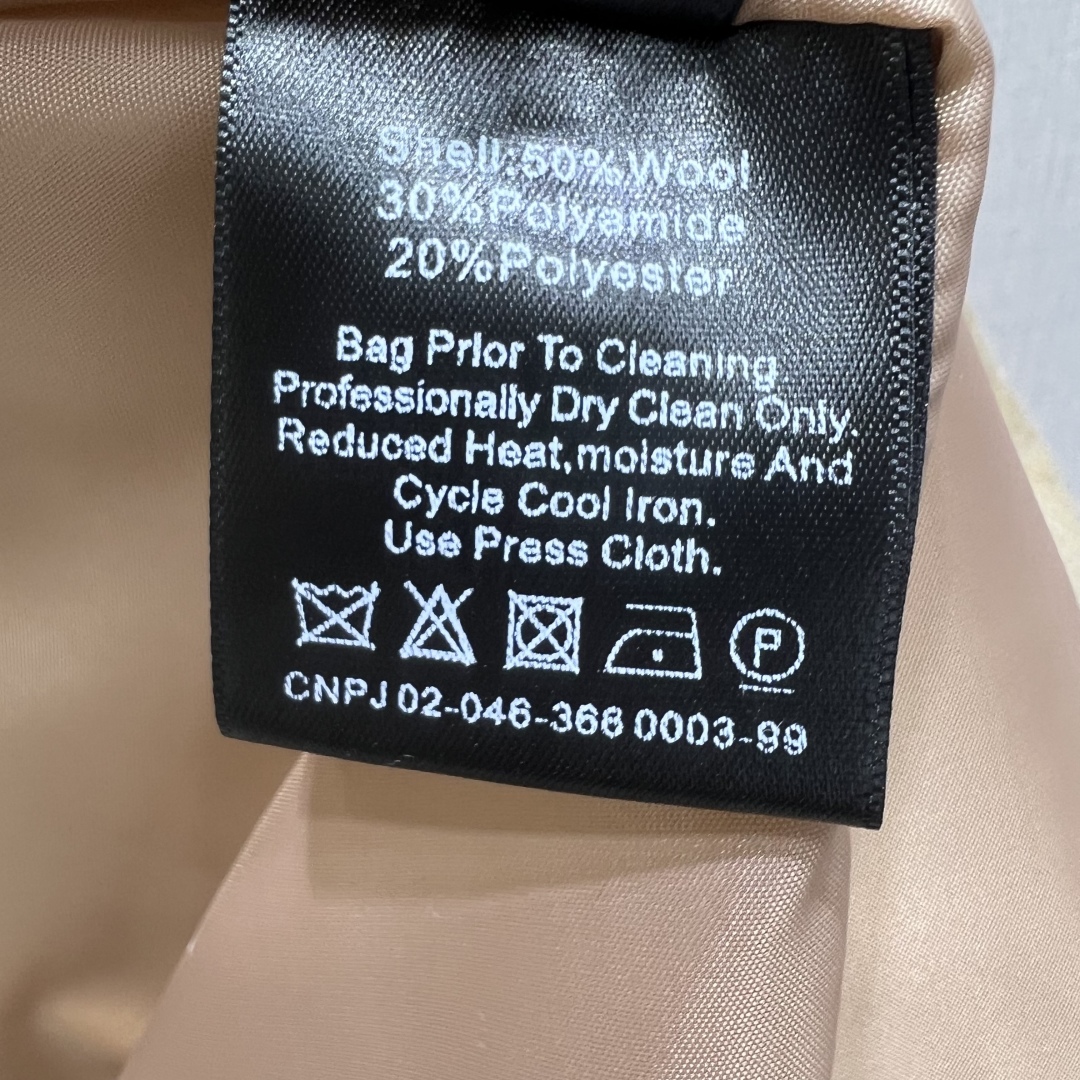 Shell:50%Wool
30%Polyamide
20%Polyester
Bag Prior To Cleaning.
Professionally Dry Clean Only.
Reduced Heat,moisture And
Cycle Cool Iron.
Use Press Cloth.
P
CNPJ 02-046-366 0003-99